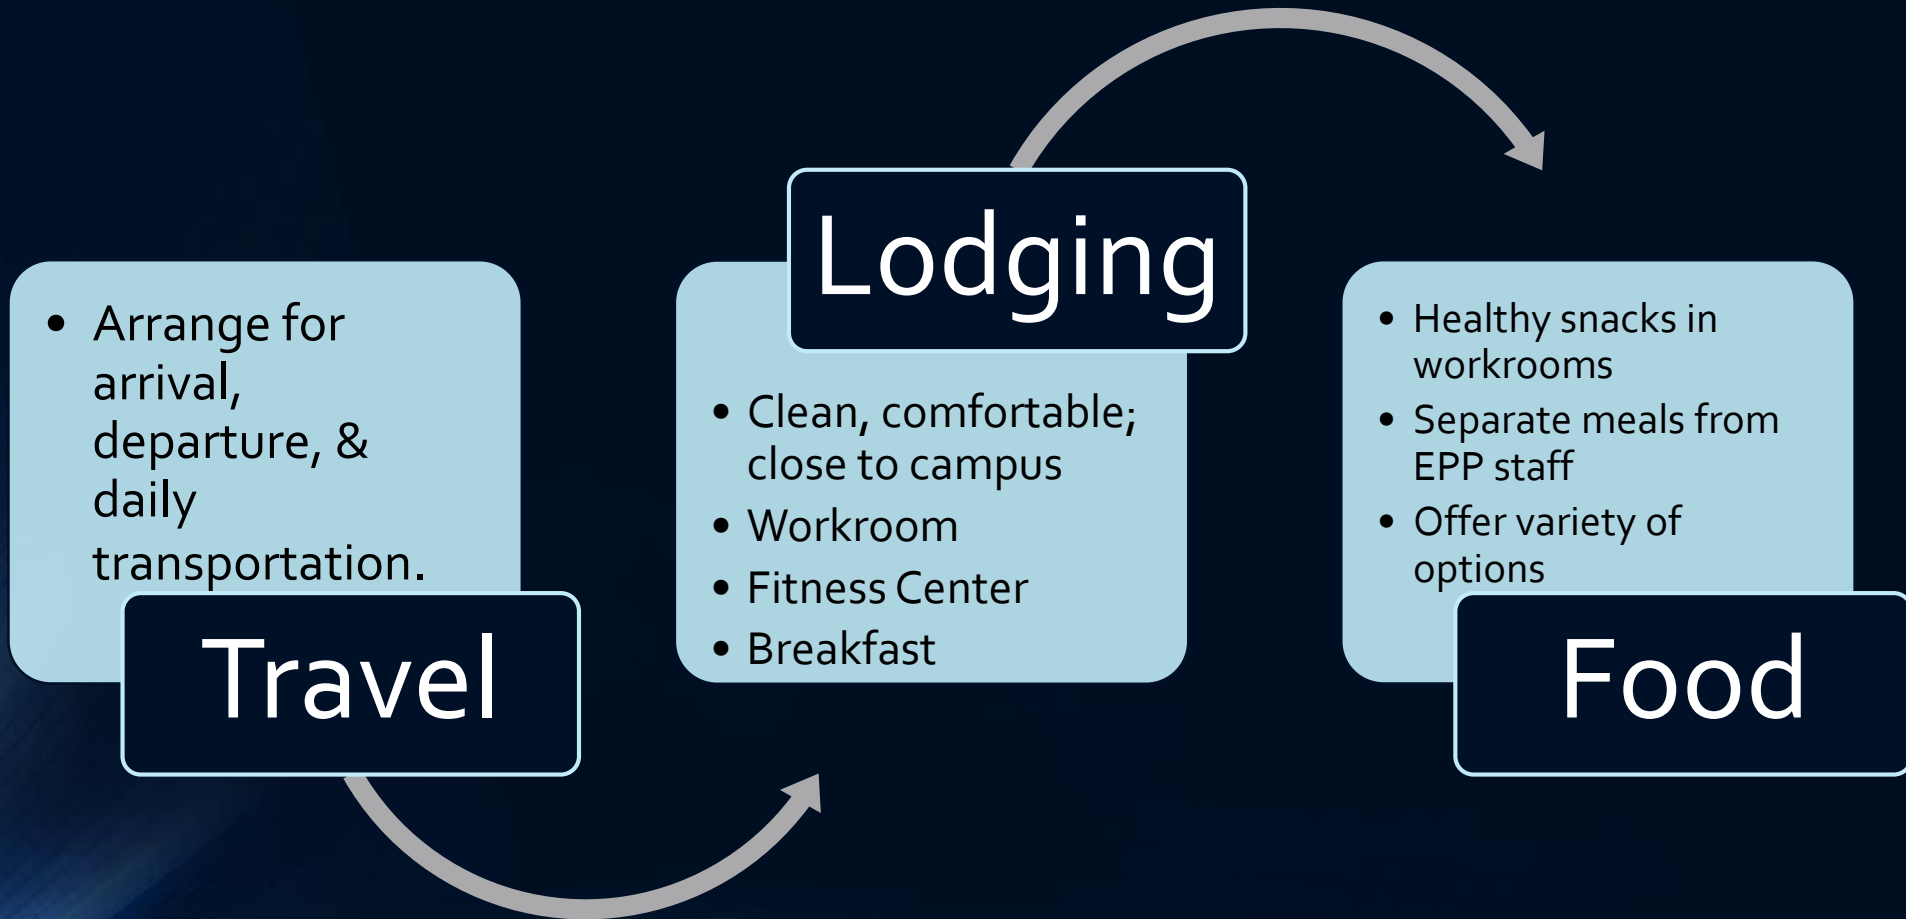 • Arrange for
arrival,
departure, &
daily
transportation.
Travel
Lodging
• Clean, comfortable;
close to campus
• Workroom
• Fitness Center
• Breakfast
• Healthy snacks in
workrooms
• Separate meals from
EPP staff
• Offer variety of
options
Food